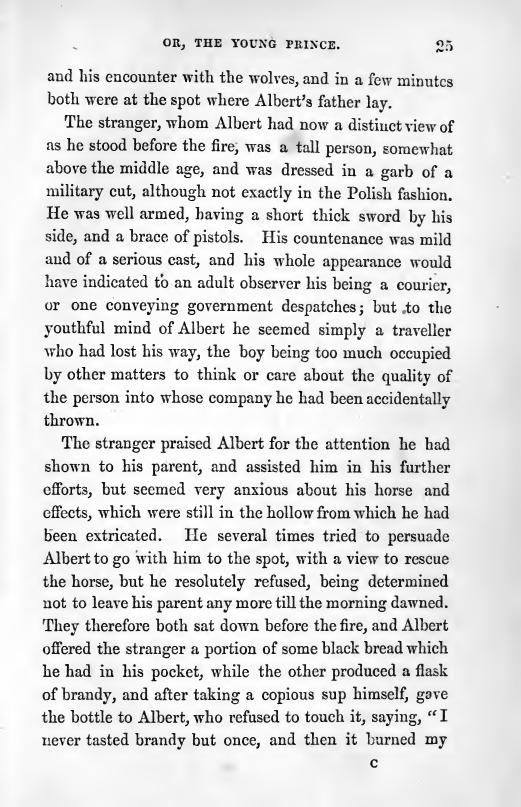 OR, THE YOUNG PRINCE. 25
and his encounter with the wolves, and in a few minutes
both were at the spot where Albert's father lay.
The stranger, whom Albert had now a distinct view of
as he stood before the fire, was a tall person, somewhat
above the middle age, and was dressed in a garb of a
military cut, although not exactly in the Polish fashion.
He was well armed, having a short thick sword by his
side, and a brace of pistols. His countenance was mild
and of a serious cast, and his whole appearance would
have indicated to an adult observer his being a courier,
or one conveying government despatches; but to the
youthful mind of Albert he seemed simply a traveller
who had lost his way, the boy being too much occupied
by other matters to think or care about the quality of
the person into whose company he had been accidentally
thrown.
The stranger praised Albert for the attention he had
shown to his parent, and assisted him in his further
efforts, but seemed very anxious about his horse and
effects, which were still in the hollow from which he had
been extricated. He several times tried to persuade
Albert to go with him to the spot, with a view to rescue
the horse, but he resolutely refused, being determined
not to leave his parent any more till the morning dawned.
They therefore both sat down before the fire, and Albert
offered the stranger a portion of some black bread which
he had in his pocket, while the other produced a flask
of brandy, and after taking a copious sup himself, gave
the bottle to Albert, who refused to touch it, saying, "I
never tasted brandy but once, and then it burned my
C